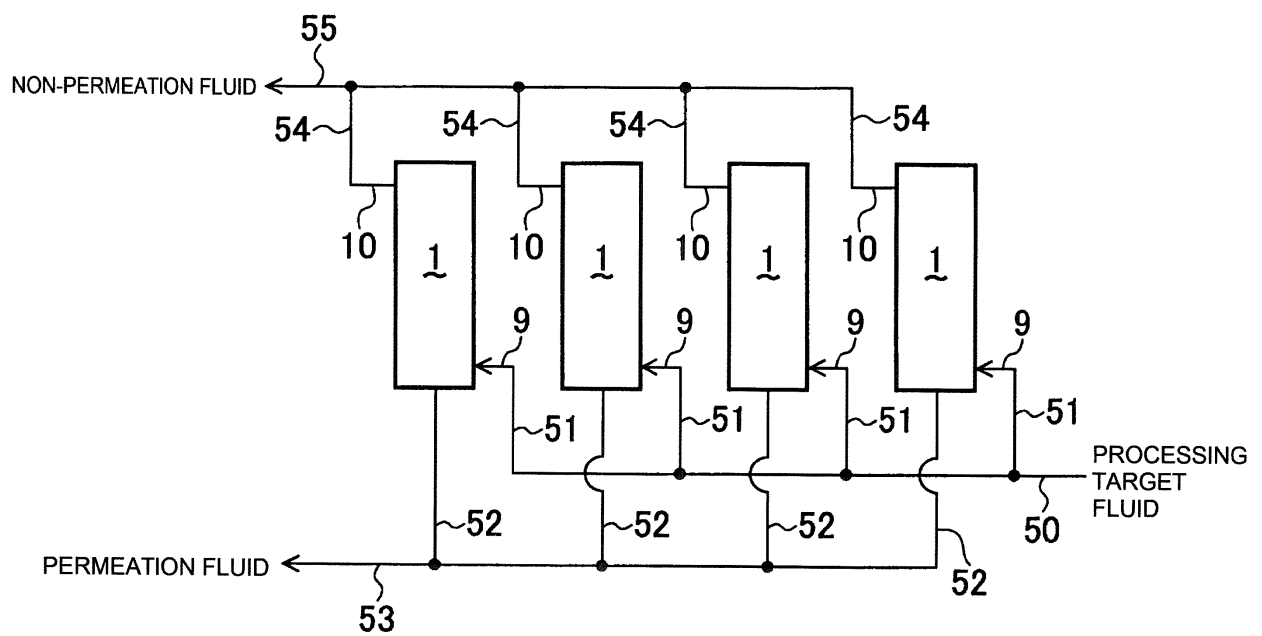 55
NON-PERMEATION FLUID
54 54 54 54
10 10 10 10
1 1 1 1
9 9 9 9
51 51 51 51
PROCESSING
TARGET
FLUID
50
52 52 52 52
PERMEATION FLUID
53